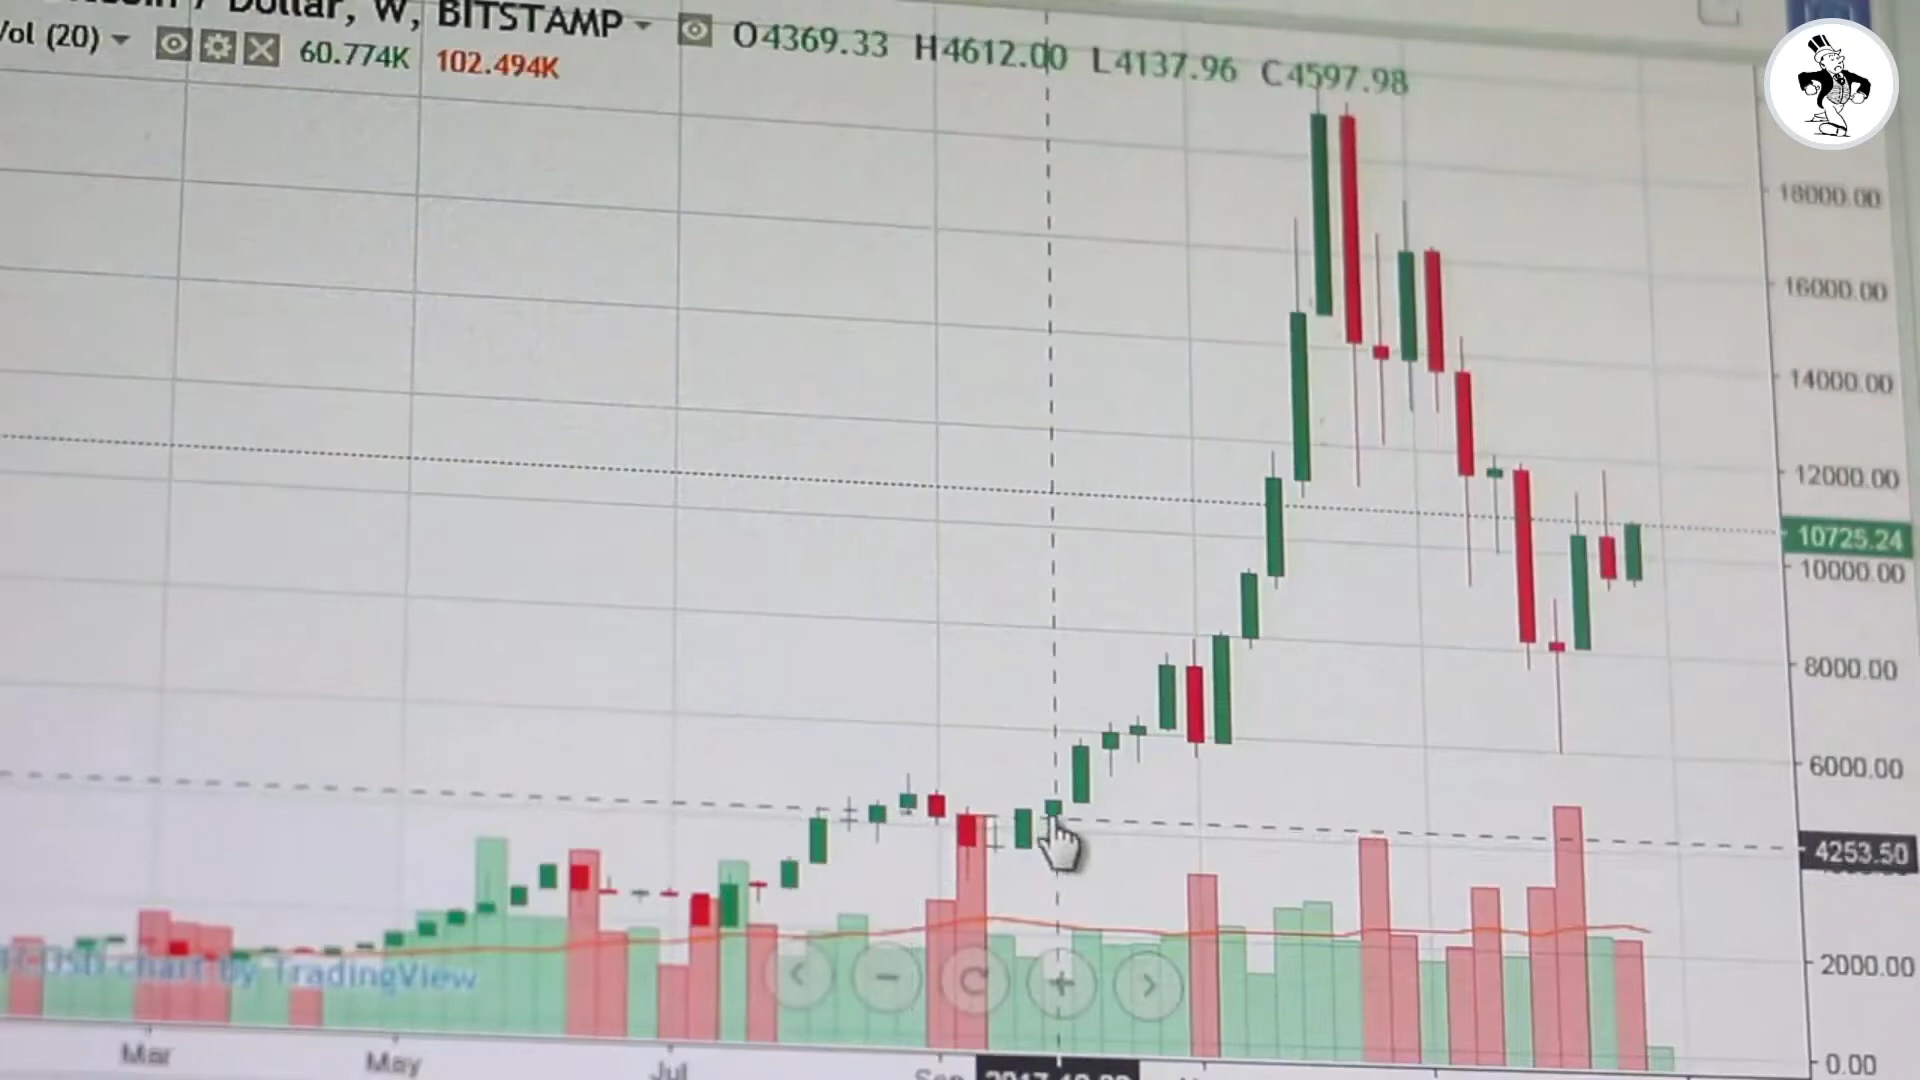 Dollar, W, BITSTAMP O4369.33 H4612.00 L4137.96 C4597.98
Vol (20) 60.774K 102.494K
18000.00
16000.00
14000.00
12000.00
10725.24
10000.00
8000.00
6000.00
4253.50
2000.00
0.00
chart by TradingView
Mar May Jul Sep